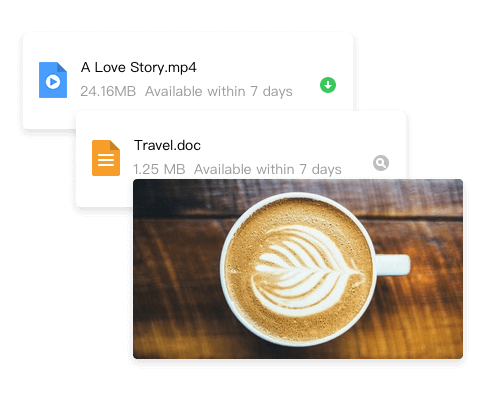 A Love Story.mp4
24.16MB Available within 7 days
Travel.doc
1.25 MB Available within 7 days